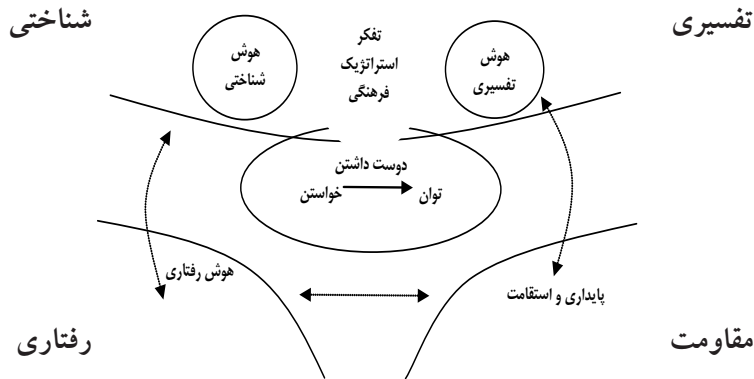 تفسیری
شناختی
تفکر
استراتژیک
فرهنگی
هوش
تفسیری
هوش
شناختی
دوست داشتن
خواستن
توان
هوش رفتاری
پایداری و استقامت
مقاومت
رفتاری